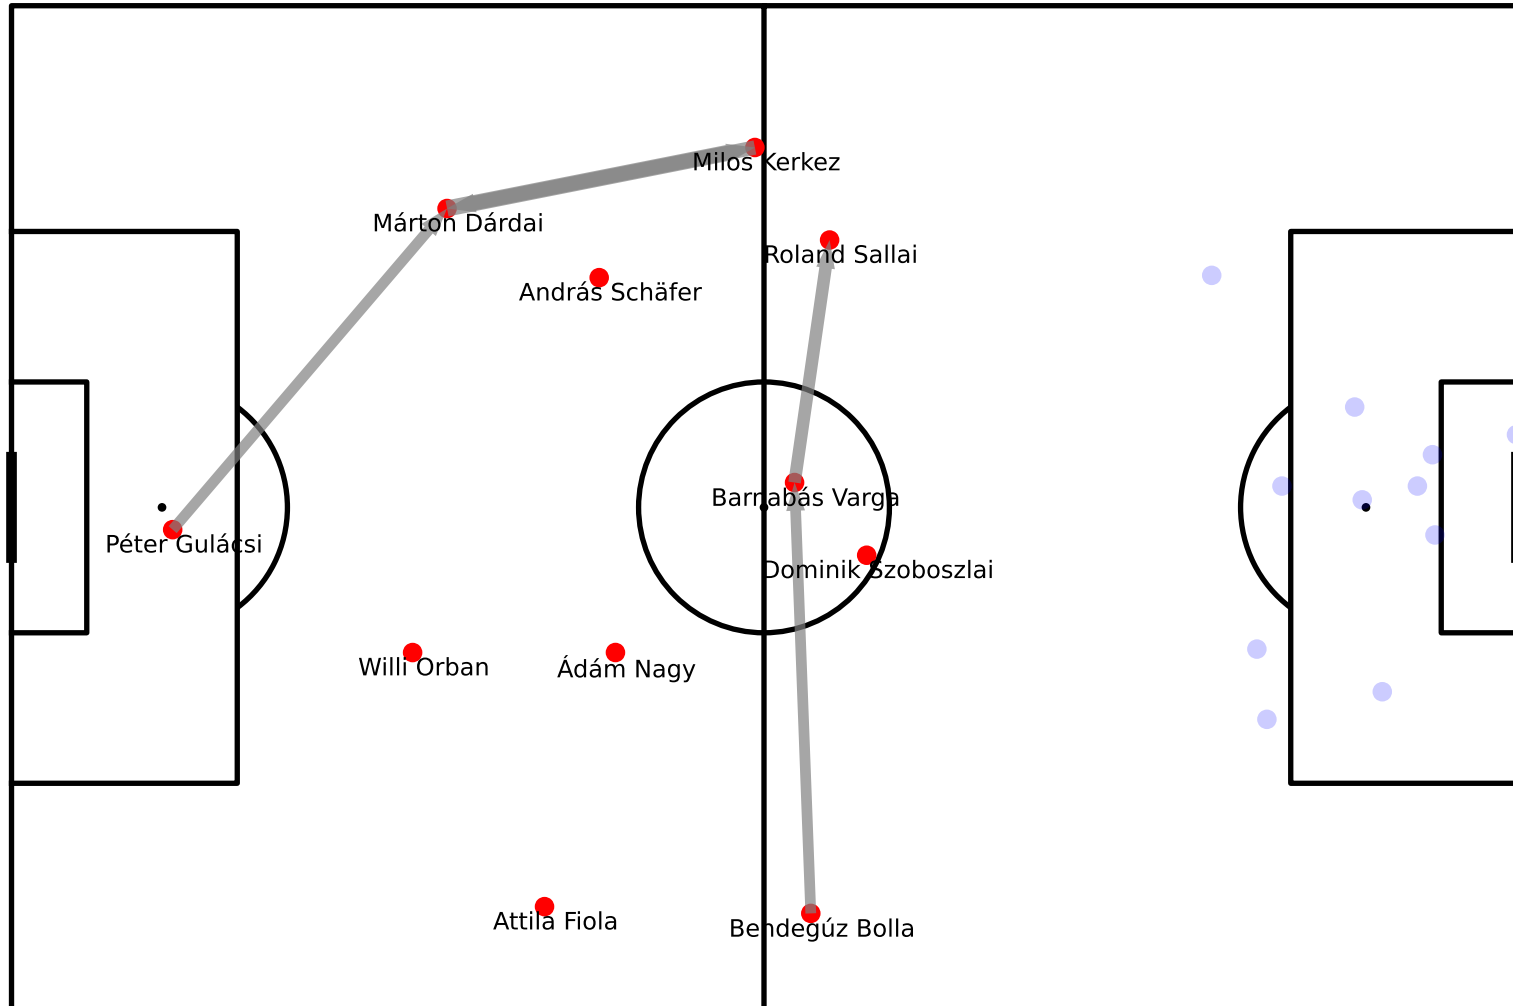 Milos Kerkez
Márton Dárdai
Roland Sallai
András Schäfer
Barnabás Varga
Péter Gulácsi
Dominik Szoboszlai
Willi Orban
Ádám Nagy
Attila Fiola
Bendegúz Bolla